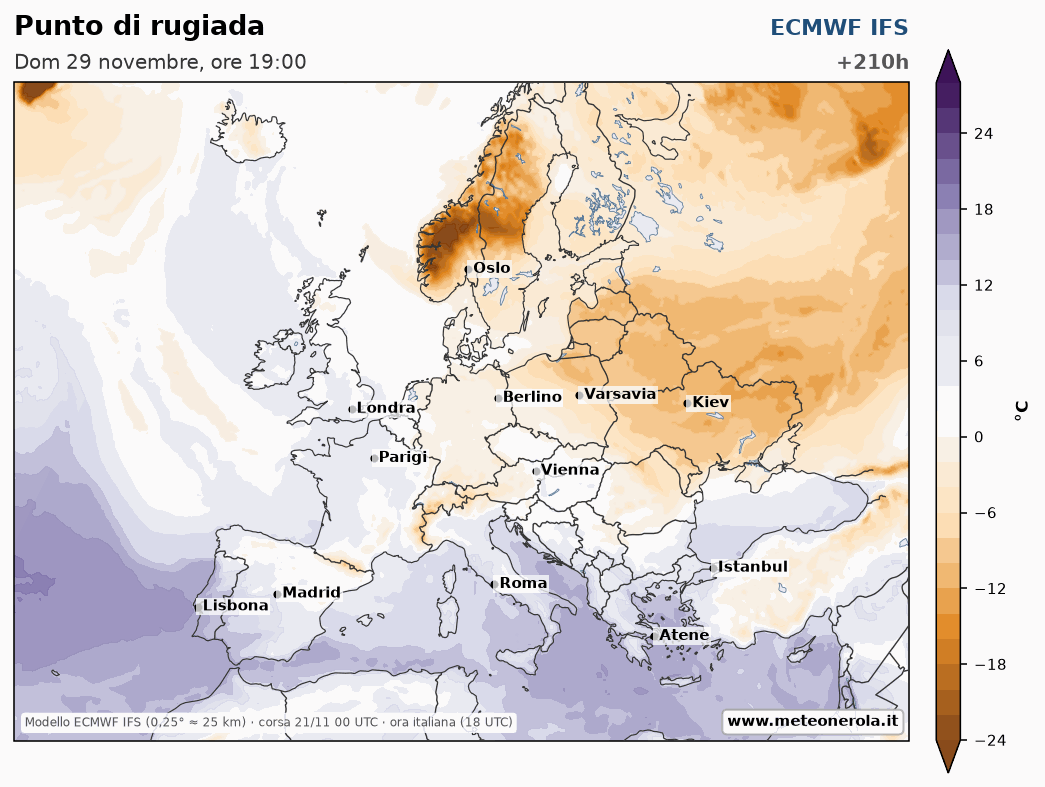 Punto di rugiada
ECMWF IFS
Dom 29 novembre, ore 19:00
+210h
24
18
12
6
0
−6
−12
−18
−24
°C
Oslo
Londra
Berlino
Varsavia
Kiev
Parigi
Vienna
Istanbul
Madrid
Roma
Lisbona
Atene
Modello ECMWF IFS (0,25° ≈ 25 km) · corsa 21/11 00 UTC · ora italiana (18 UTC)
www.meteonerola.it